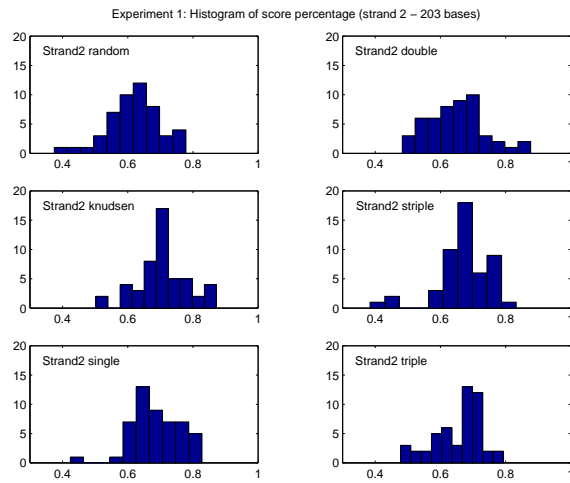 Experiment 1: Histogram of score percentage (strand 2 − 203 bases)
20
15
10
5
0
Strand2 random
0.4 0.6 0.8 1
20
15
10
5
0
Strand2 double
0.4 0.6 0.8 1
20
15
10
5
0
Strand2 knudsen
0.4 0.6 0.8 1
20
15
10
5
0
Strand2 striple
0.4 0.6 0.8 1
20
15
10
5
0
Strand2 single
0.4 0.6 0.8 1
20
15
10
5
0
Strand2 triple
0.4 0.6 0.8 1